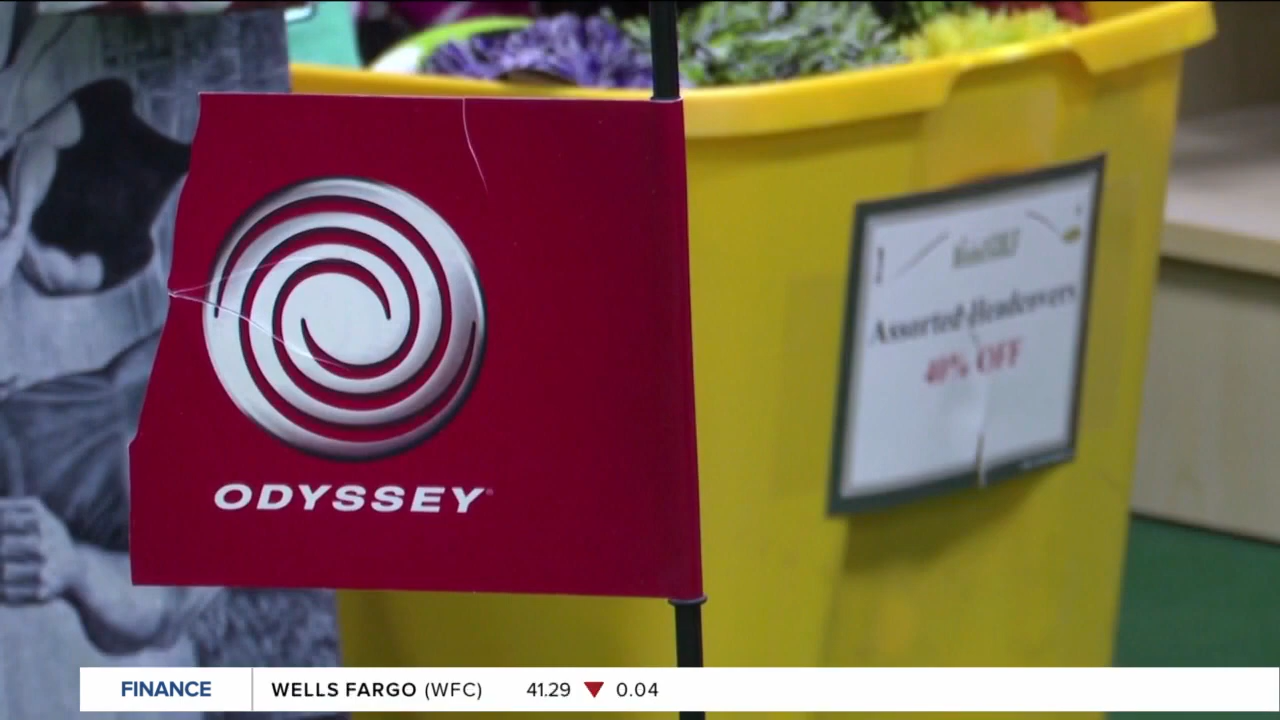 ODYSSEY
Assorted Headcovers
40% OFF
FINANCE
WELLS FARGO (WFC) 41.29 ▼ 0.04